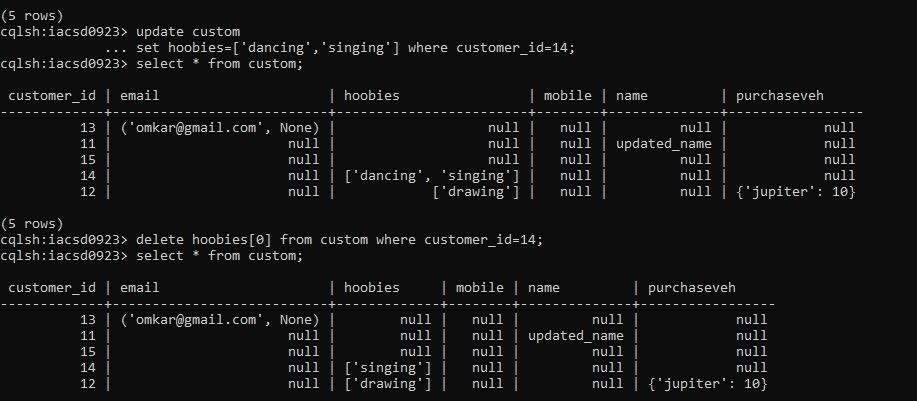 (5 rows)
cqlsh:iacsd0923> update custom
             ... set hoobies=['dancing','singing'] where customer_id=14;
cqlsh:iacsd0923> select * from custom;

 customer_id | email                     | hoobies                | mobile | name         | purchaseveh
-------------+---------------------------+------------------------+--------+--------------+-----------------
          13 | ('omkar@gmail.com', None) |                   null |   null |         null |            null
          11 |                      null |                   null |   null | updated_name |            null
          15 |                      null |                   null |   null |         null |            null
          14 |                      null | ['dancing', 'singing'] |   null |         null |            null
          12 |                      null |            ['drawing'] |   null |         null | {'jupiter': 10}

(5 rows)
cqlsh:iacsd0923> delete hoobies[0] from custom where customer_id=14;
cqlsh:iacsd0923> select * from custom;

 customer_id | email                     | hoobies     | mobile | name         | purchaseveh
-------------+---------------------------+-------------+--------+--------------+-----------------
          13 | ('omkar@gmail.com', None) |        null |   null |         null |            null
          11 |                      null |        null |   null | updated_name |            null
          15 |                      null |        null |   null |         null |            null
          14 |                      null | ['singing'] |   null |         null |            null
          12 |                      null | ['drawing'] |   null |         null | {'jupiter': 10}